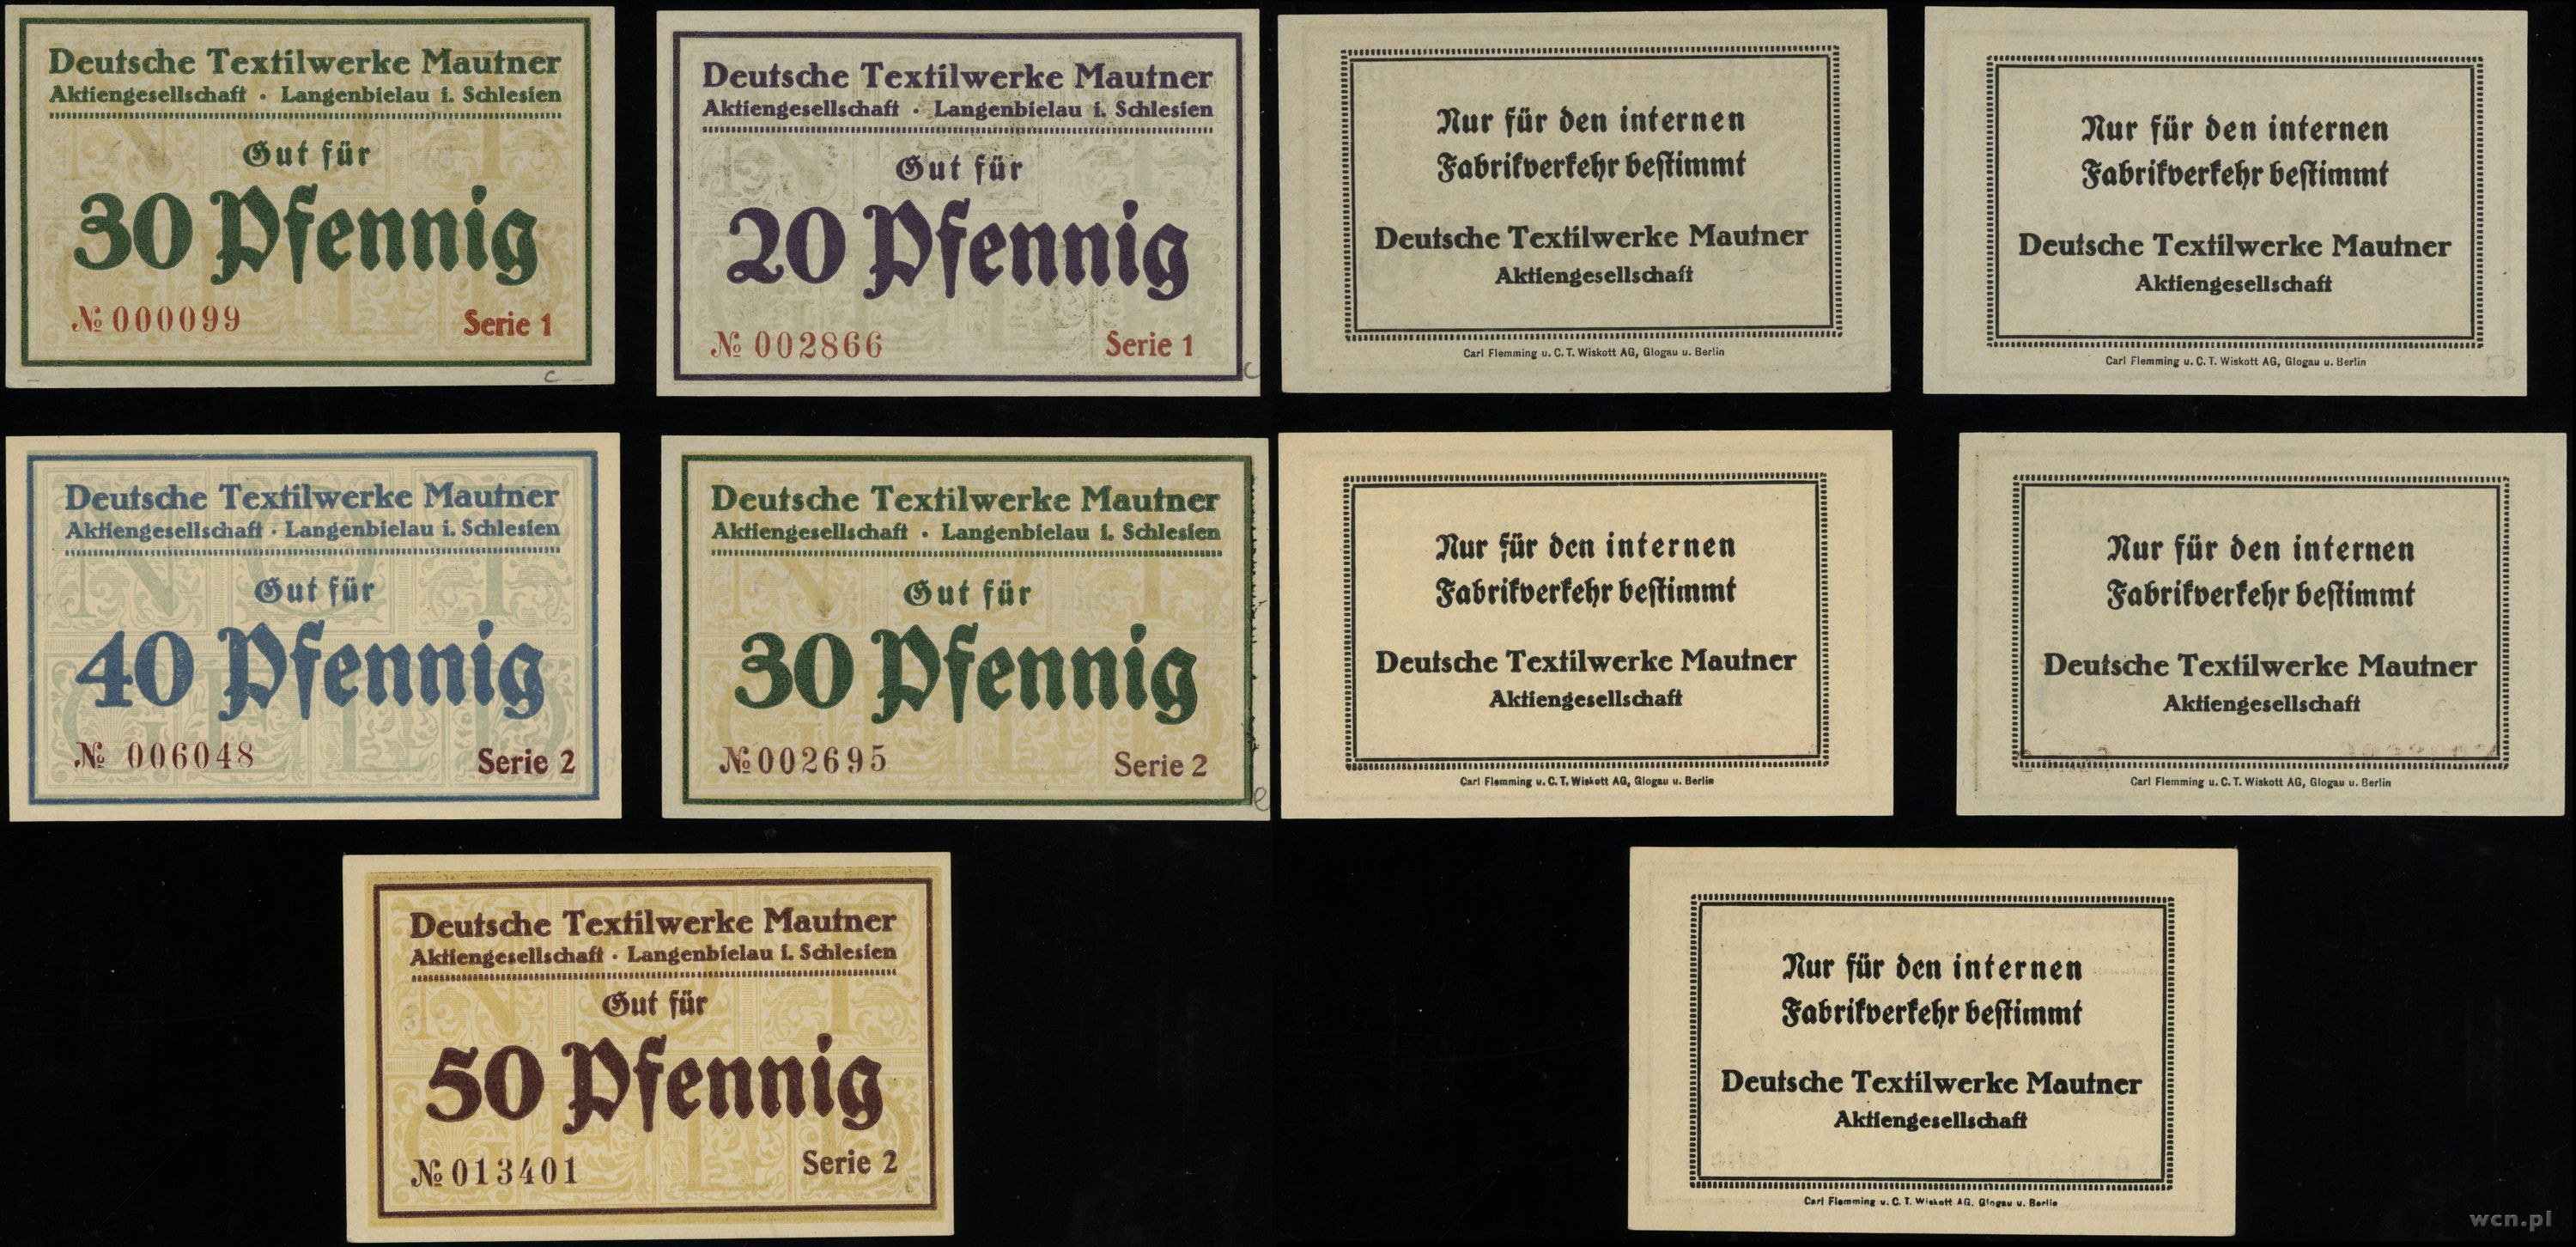 Deutsche Textilwerke Mautner
Aktiengesellschaft · Langenbielau i. Schlesien
Gut für
30 Pfennig
№ 000099 Serie 1
Deutsche Textilwerke Mautner
Aktiengesellschaft · Langenbielau i. Schlesien
Gut für
20 Pfennig
№ 002866 Serie 1
Nur für den internen
Fabrikverkehr bestimmt
Deutsche Textilwerke Mautner
Aktiengesellschaft
Carl Flemming u. C. T. Wiskott AG, Glogau u. Berlin
Nur für den internen
Fabrikverkehr bestimmt
Deutsche Textilwerke Mautner
Aktiengesellschaft
Carl Flemming u. C. T. Wiskott AG, Glogau u. Berlin
Deutsche Textilwerke Mautner
Aktiengesellschaft · Langenbielau i. Schlesien
Gut für
40 Pfennig
№ 006048 Serie 2
Deutsche Textilwerke Mautner
Aktiengesellschaft · Langenbielau i. Schlesien
Gut für
30 Pfennig
№ 002695 Serie 2
Nur für den internen
Fabrikverkehr bestimmt
Deutsche Textilwerke Mautner
Aktiengesellschaft
Carl Flemming u. C. T. Wiskott AG, Glogau u. Berlin
Nur für den internen
Fabrikverkehr bestimmt
Deutsche Textilwerke Mautner
Aktiengesellschaft
Carl Flemming u. C. T. Wiskott AG, Glogau u. Berlin
Deutsche Textilwerke Mautner
Aktiengesellschaft · Langenbielau i. Schlesien
Gut für
50 Pfennig
№ 013401 Serie 2
Nur für den internen
Fabrikverkehr bestimmt
Deutsche Textilwerke Mautner
Aktiengesellschaft
Carl Flemming u. C. T. Wiskott AG, Glogau u. Berlin
wcn.pl